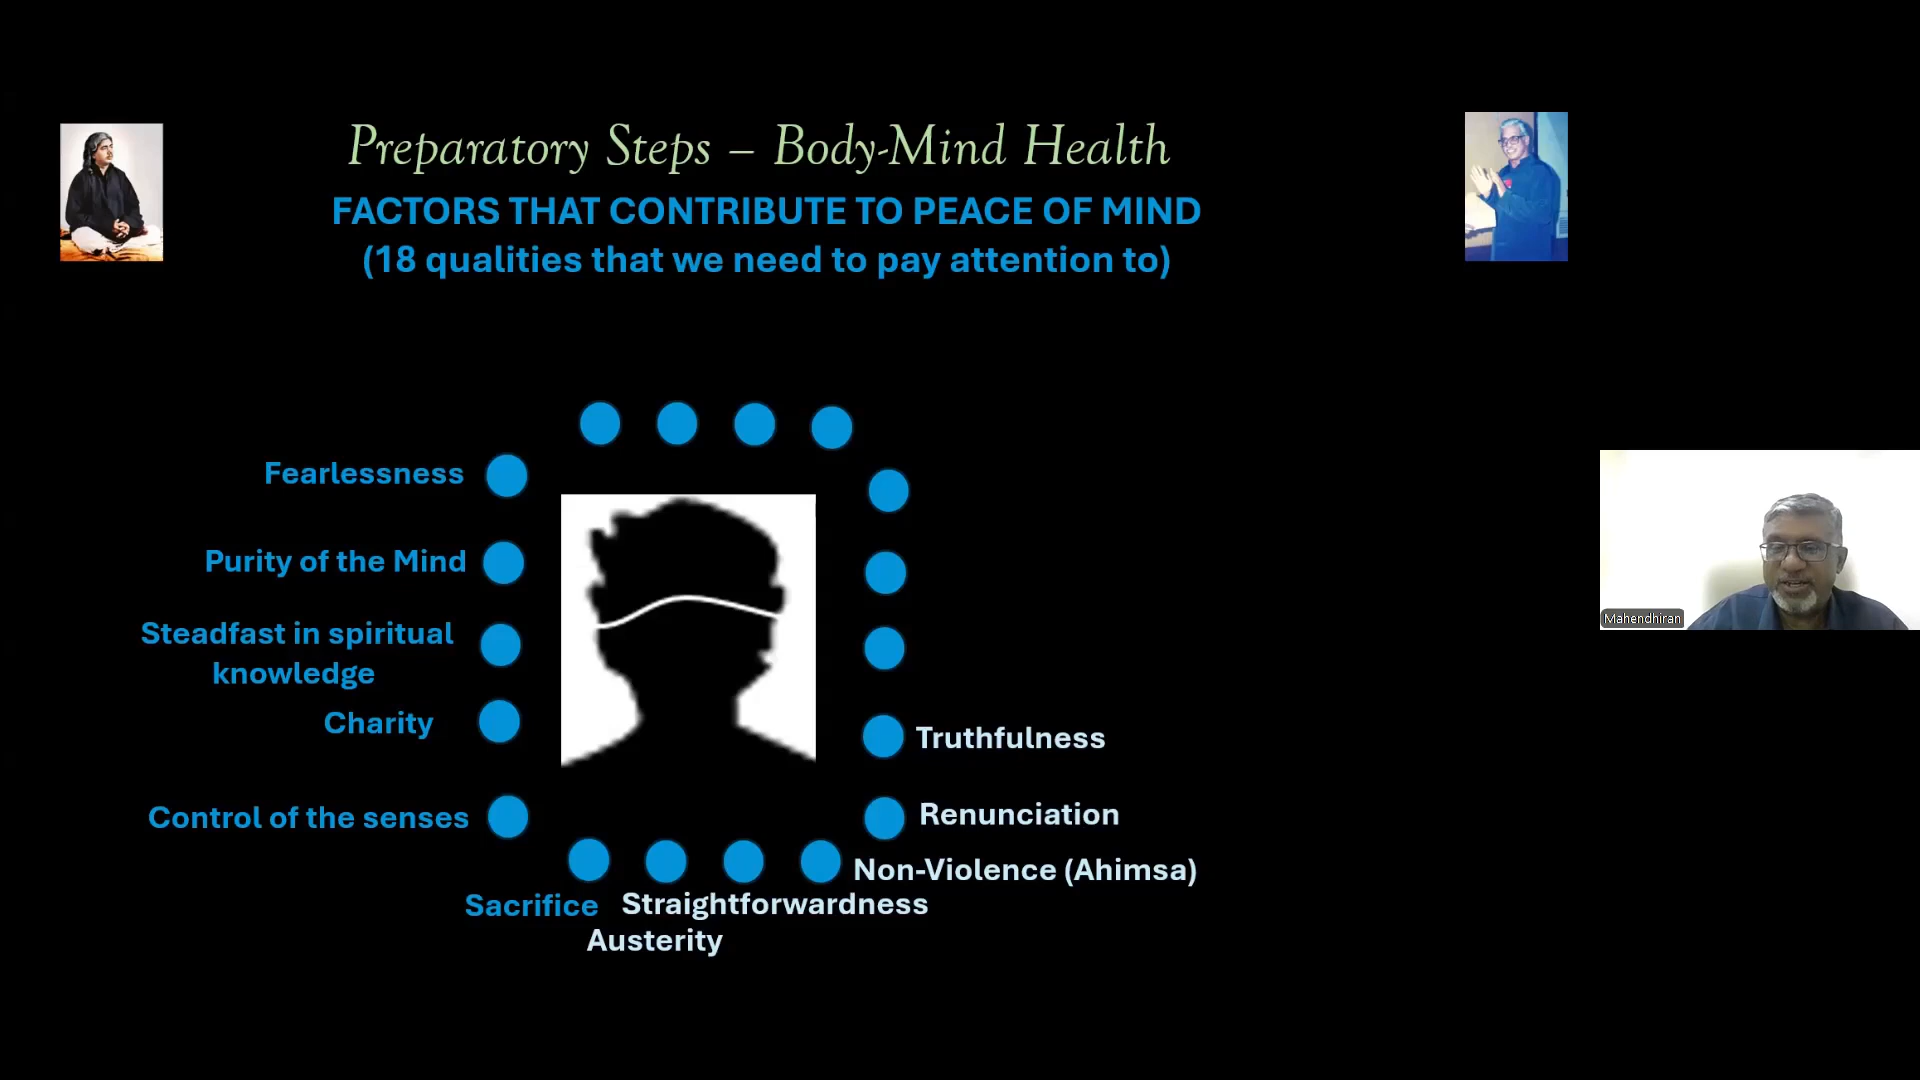 Preparatory Steps – Body-Mind Health
FACTORS THAT CONTRIBUTE TO PEACE OF MIND
(18 qualities that we need to pay attention to)
Fearlessness
Purity of the Mind
Steadfast in spiritual
knowledge
Charity
Control of the senses
Sacrifice
Austerity
Straightforwardness
Non-Violence (Ahimsa)
Renunciation
Truthfulness
Mahendhiran